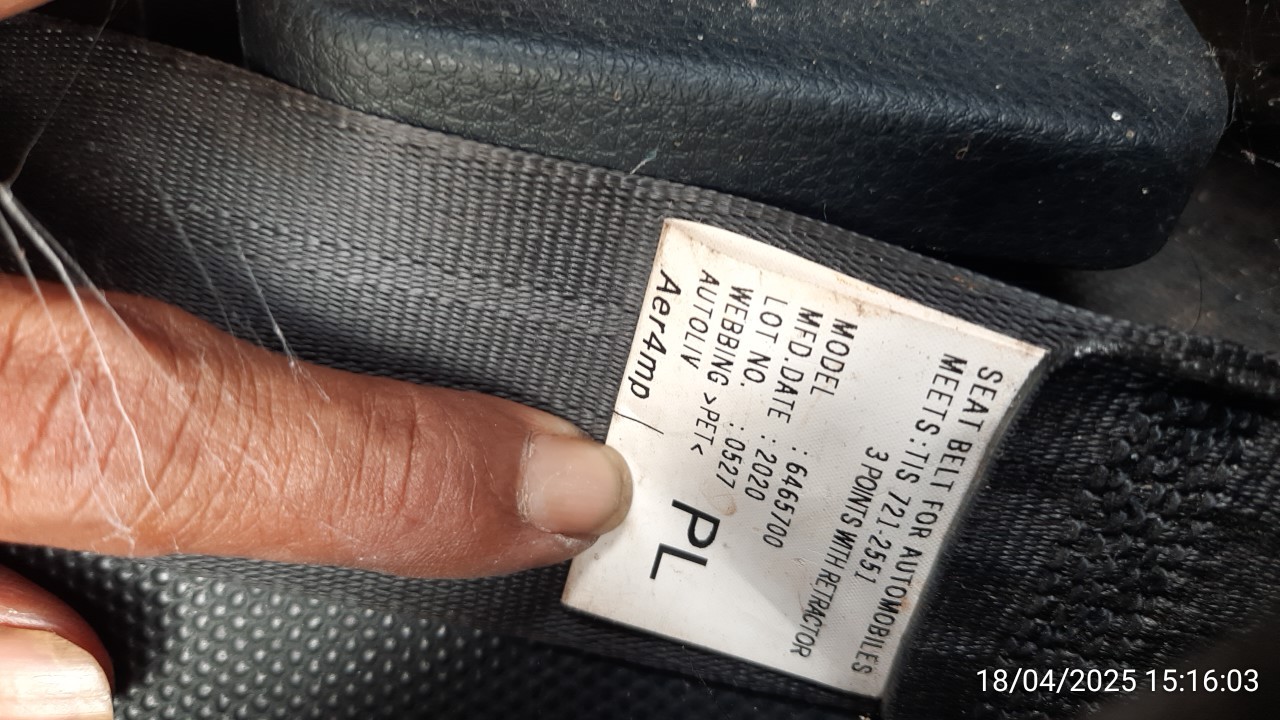 SEAT BELT FOR AUTOMOBILES
MEETS:TIS 721-2551
3 POINTS WITH RETRACTOR
MODEL : 6465700
MFD.DATE : 2020
LOT NO. : 0527
WEBBING >PET<
AUTOLIV
Aer4mp
PL
18/04/2025 15:16:03